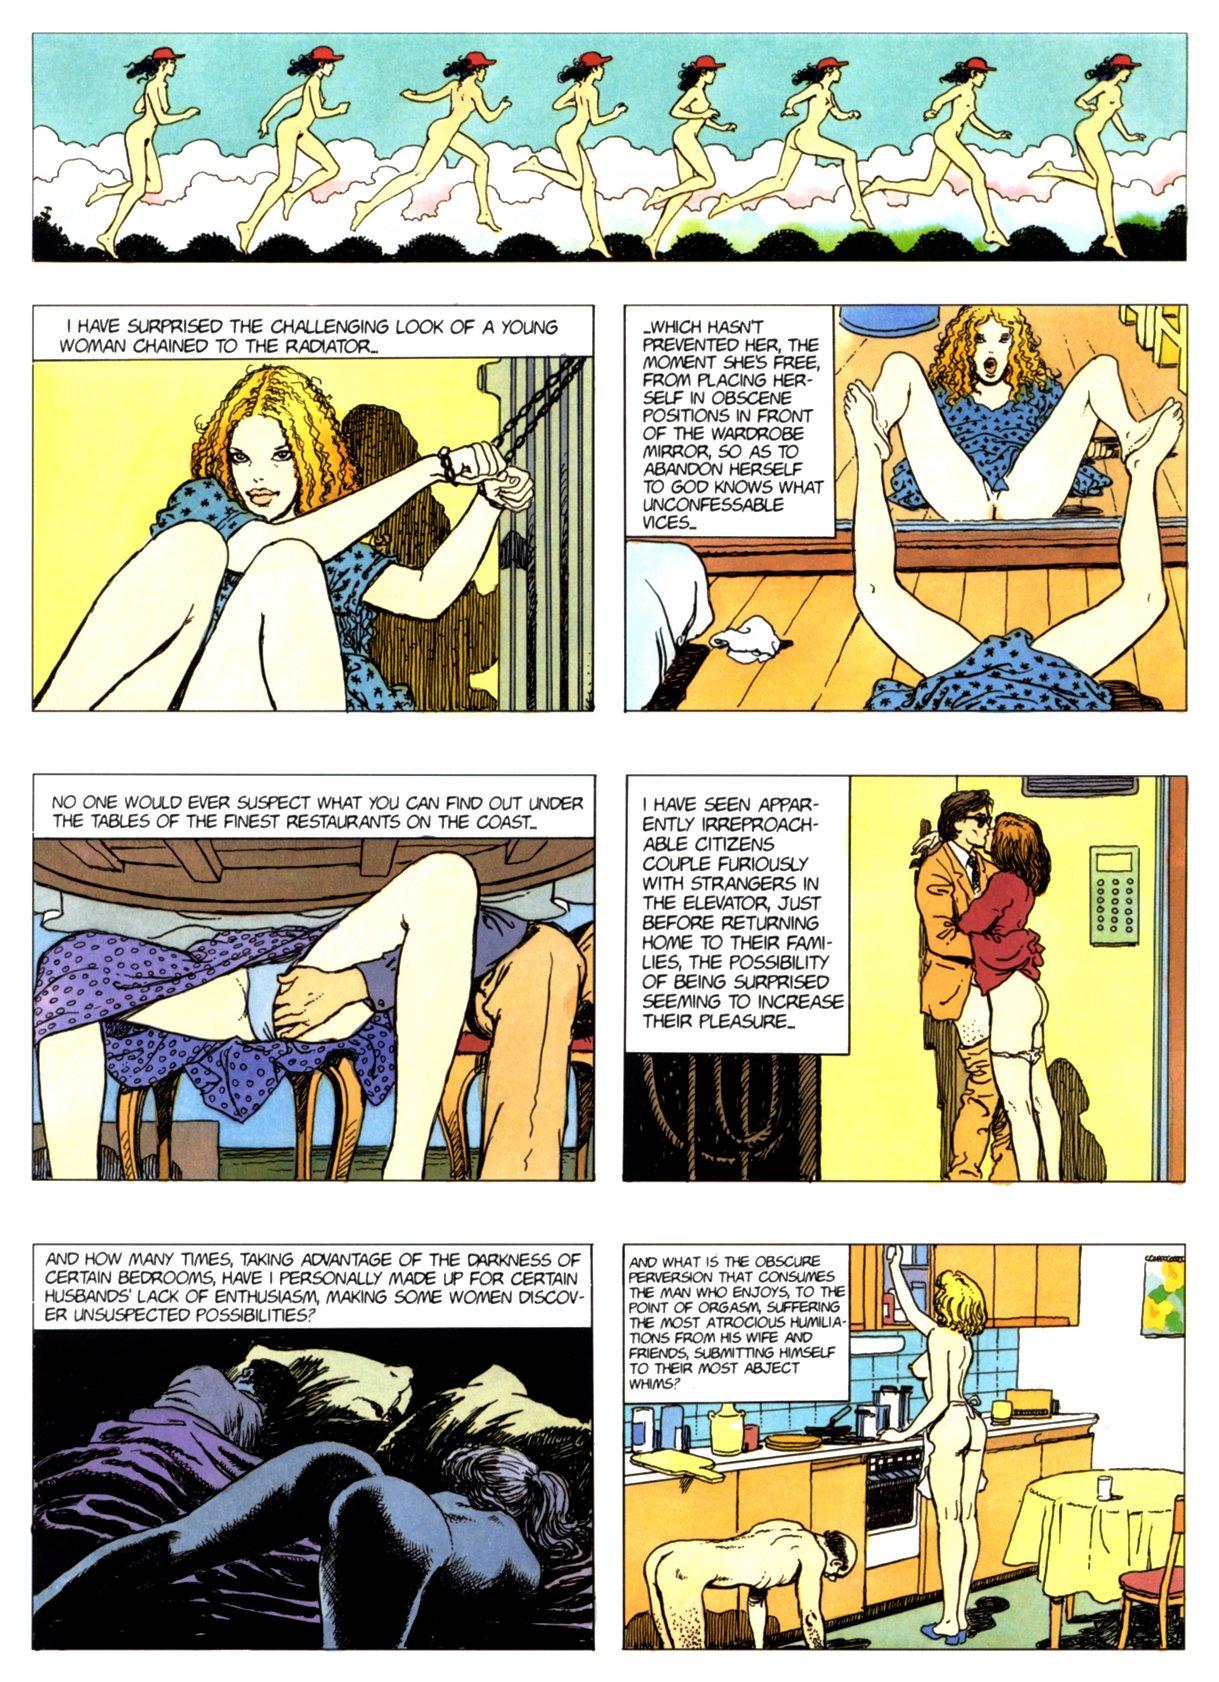 I HAVE SURPRISED THE CHALLENGING LOOK OF A YOUNG
WOMAN CHAINED TO THE RADIATOR...
...WHICH HASN'T
PREVENTED HER, THE
MOMENT SHE'S FREE,
FROM PLACING HER-
SELF IN OBSCENE
POSITIONS IN FRONT
OF THE WARDROBE
MIRROR, SO AS TO
ABANDON HERSELF
TO GOD KNOWS WHAT
UNCONFESSABLE
VICES...
NO ONE WOULD EVER SUSPECT WHAT YOU CAN FIND OUT UNDER
THE TABLES OF THE FINEST RESTAURANTS ON THE COAST...
I HAVE SEEN APPAR-
ENTLY IRREPROACH-
ABLE CITIZENS
COUPLE FURIOUSLY
WITH STRANGERS IN
THE ELEVATOR, JUST
BEFORE RETURNING
HOME TO THEIR FAMI-
LIES, THE POSSIBILITY
OF BEING SURPRISED
SEEMING TO INCREASE
THEIR PLEASURE...
AND HOW MANY TIMES, TAKING ADVANTAGE OF THE DARKNESS OF
CERTAIN BEDROOMS, HAVE I PERSONALLY MADE UP FOR CERTAIN
HUSBANDS' LACK OF ENTHUSIASM, MAKING SOME WOMEN DISCOV-
ER UNSUSPECTED POSSIBILITIES?
AND WHAT IS THE OBSCURE
PERVERSION THAT CONSUMES
THE MAN WHO ENJOYS, TO THE
POINT OF ORGASM, SUFFERING
THE MOST ATROCIOUS HUMILIA-
TIONS FROM HIS WIFE AND
FRIENDS, SUBMITTING HIMSELF
TO THEIR MOST ABJECT
WHIMS?